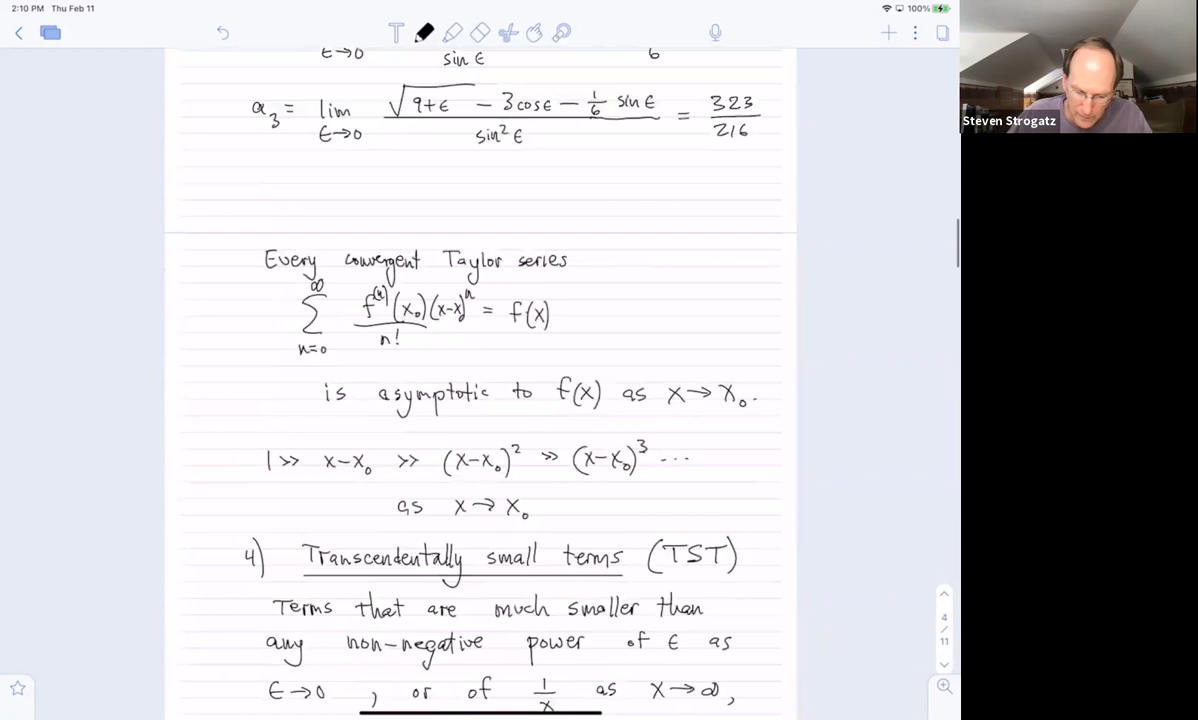 2:10 PM Thu Feb 11
100%
ϵ→0 sin ϵ 6
α₃ = lim ϵ→0 (√(9+ϵ) − 3cosϵ − 1/6 sin ϵ) / sin² ϵ = 323/216
Steven Strogatz
Every convergent Taylor series
∑ n=0 ∞ f⁽ⁿ⁾(x₀)(x−x₀)ⁿ / n! = f(x)
is asymptotic to f(x) as x→x₀.
1 >> x−x₀ >> (x−x₀)² >> (x−x₀)³ ...
as x→x₀
4) Transcendentally small terms (TST)
Terms that are much smaller than
any non-negative power of ϵ as
ϵ→0, or of 1/x as x→∞,
4 / 11